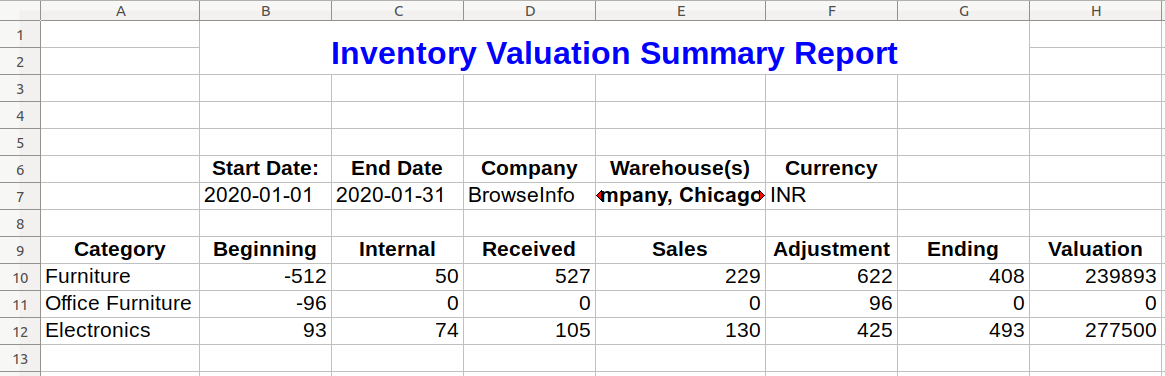 A B C D E F G H
1
2 Inventory Valuation Summary Report
3
4
5
6 Start Date: End Date Company Warehouse(s) Currency
7 2020-01-01 2020-01-31 BrowseInfo mpany, Chicago INR
8
9 Category Beginning Internal Received Sales Adjustment Ending Valuation
10 Furniture -512 50 527 229 622 408 239893
11 Office Furniture -96 0 0 0 96 0 0
12 Electronics 93 74 105 130 425 493 277500
13